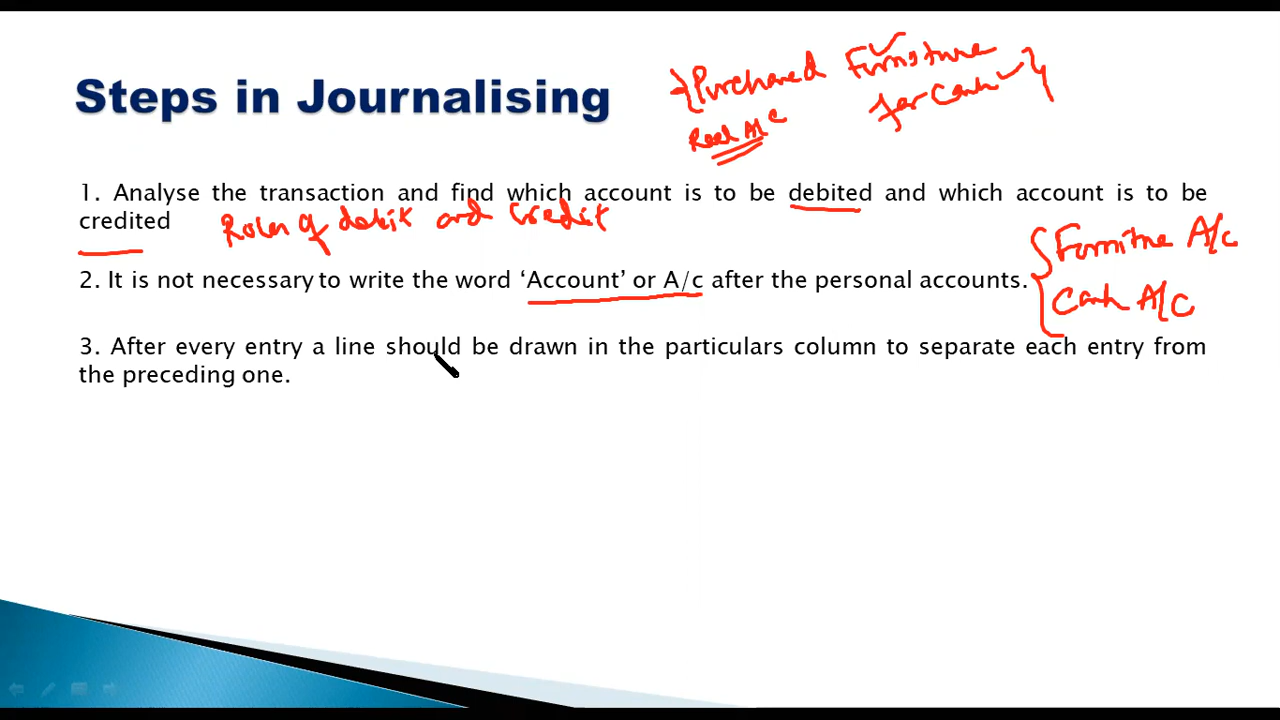 Steps in Journalising
Purchased Furniture
for Cash
Real A/c
1. Analyse the transaction and find which account is to be debited and which account is to be
credited
Rules of debit and credit
2. It is not necessary to write the word ‘Account’ or A/c after the personal accounts.
Furniture A/c
Cash A/c
3. After every entry a line should be drawn in the particulars column to separate each entry from
the preceding one.